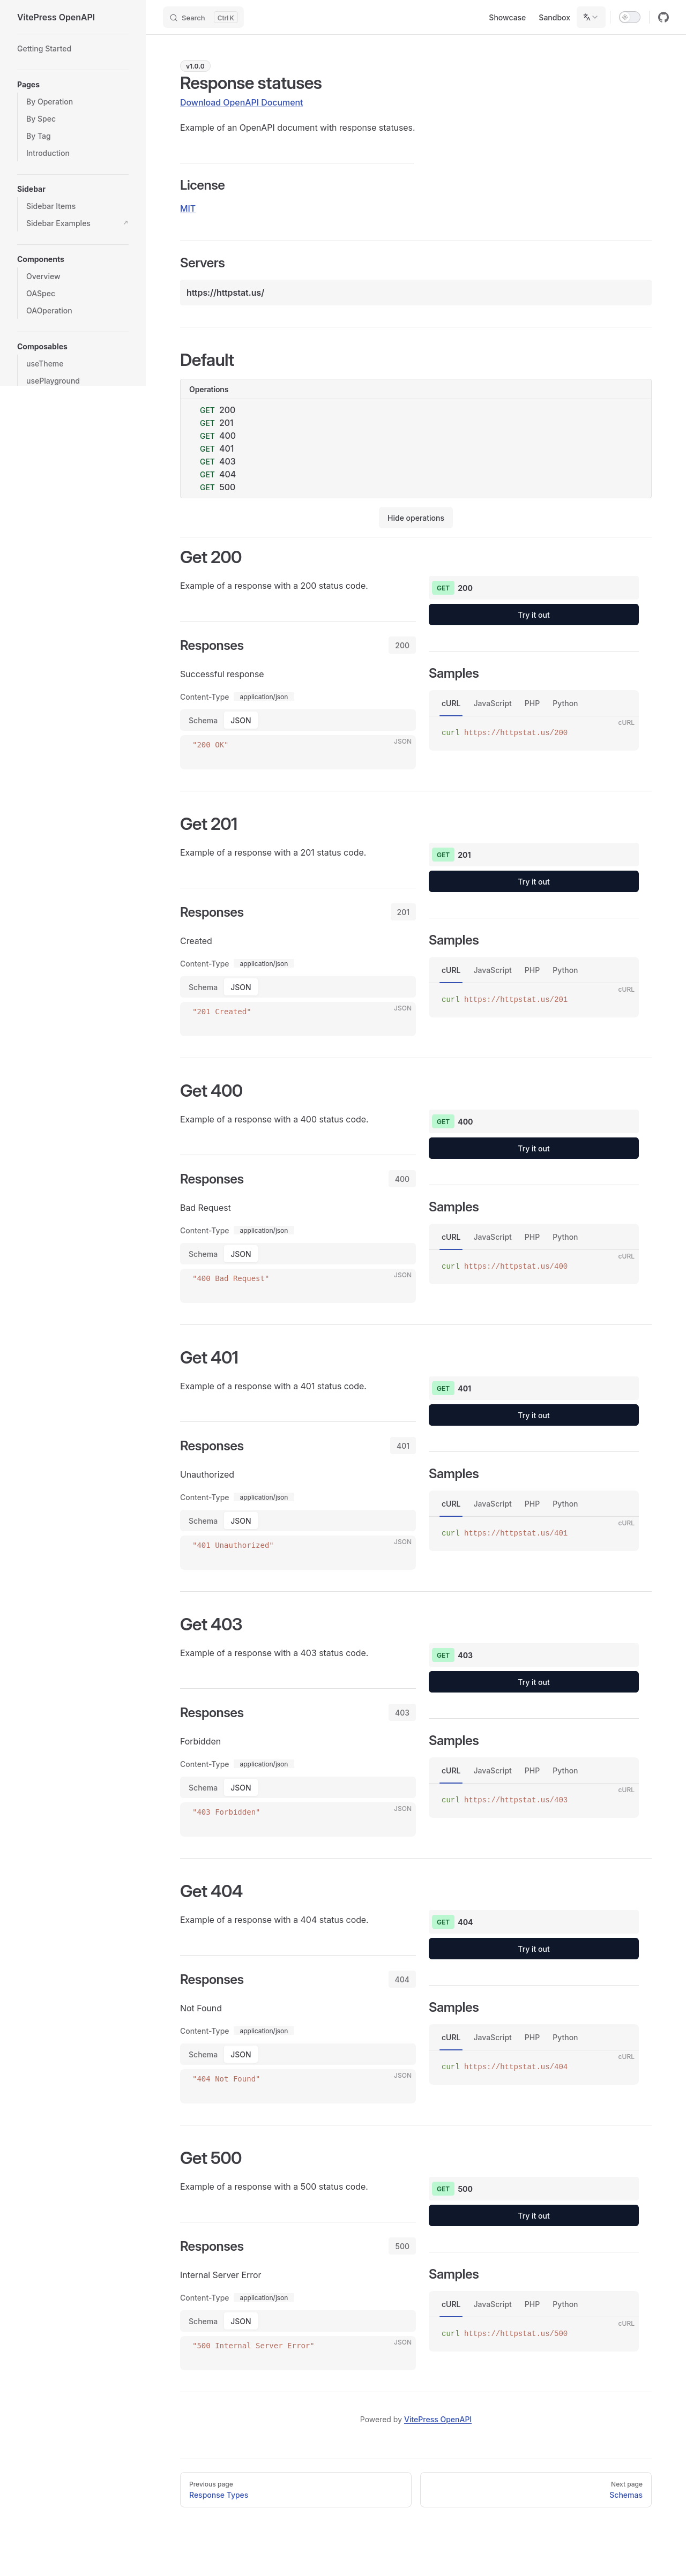 VitePress OpenAPI
Search Ctrl K
Showcase
Sandbox
Getting Started
Pages
By Operation
By Spec
By Tag
Introduction
Sidebar
Sidebar Items
Sidebar Examples
Components
Overview
OASpec
OAOperation
Composables
useTheme
usePlayground
v1.0.0
Response statuses
Download OpenAPI Document
Example of an OpenAPI document with response statuses.
License
MIT
Servers
https://httpstat.us/
Default
Operations
GET 200
GET 201
GET 400
GET 401
GET 403
GET 404
GET 500
Hide operations
Get 200
Example of a response with a 200 status code.
Responses 200
Successful response
Content-Type application/json
Schema JSON
JSON
"200 OK"
GET 200
Try it out
Samples
cURL JavaScript PHP Python
cURL
curl https://httpstat.us/200
Get 201
Example of a response with a 201 status code.
Responses 201
Created
Content-Type application/json
Schema JSON
JSON
"201 Created"
GET 201
Try it out
Samples
cURL JavaScript PHP Python
cURL
curl https://httpstat.us/201
Get 400
Example of a response with a 400 status code.
Responses 400
Bad Request
Content-Type application/json
Schema JSON
JSON
"400 Bad Request"
GET 400
Try it out
Samples
cURL JavaScript PHP Python
cURL
curl https://httpstat.us/400
Get 401
Example of a response with a 401 status code.
Responses 401
Unauthorized
Content-Type application/json
Schema JSON
JSON
"401 Unauthorized"
GET 401
Try it out
Samples
cURL JavaScript PHP Python
cURL
curl https://httpstat.us/401
Get 403
Example of a response with a 403 status code.
Responses 403
Forbidden
Content-Type application/json
Schema JSON
JSON
"403 Forbidden"
GET 403
Try it out
Samples
cURL JavaScript PHP Python
cURL
curl https://httpstat.us/403
Get 404
Example of a response with a 404 status code.
Responses 404
Not Found
Content-Type application/json
Schema JSON
JSON
"404 Not Found"
GET 404
Try it out
Samples
cURL JavaScript PHP Python
cURL
curl https://httpstat.us/404
Get 500
Example of a response with a 500 status code.
Responses 500
Internal Server Error
Content-Type application/json
Schema JSON
JSON
"500 Internal Server Error"
GET 500
Try it out
Samples
cURL JavaScript PHP Python
cURL
curl https://httpstat.us/500
Powered by VitePress OpenAPI
Previous page
Response Types
Next page
Schemas